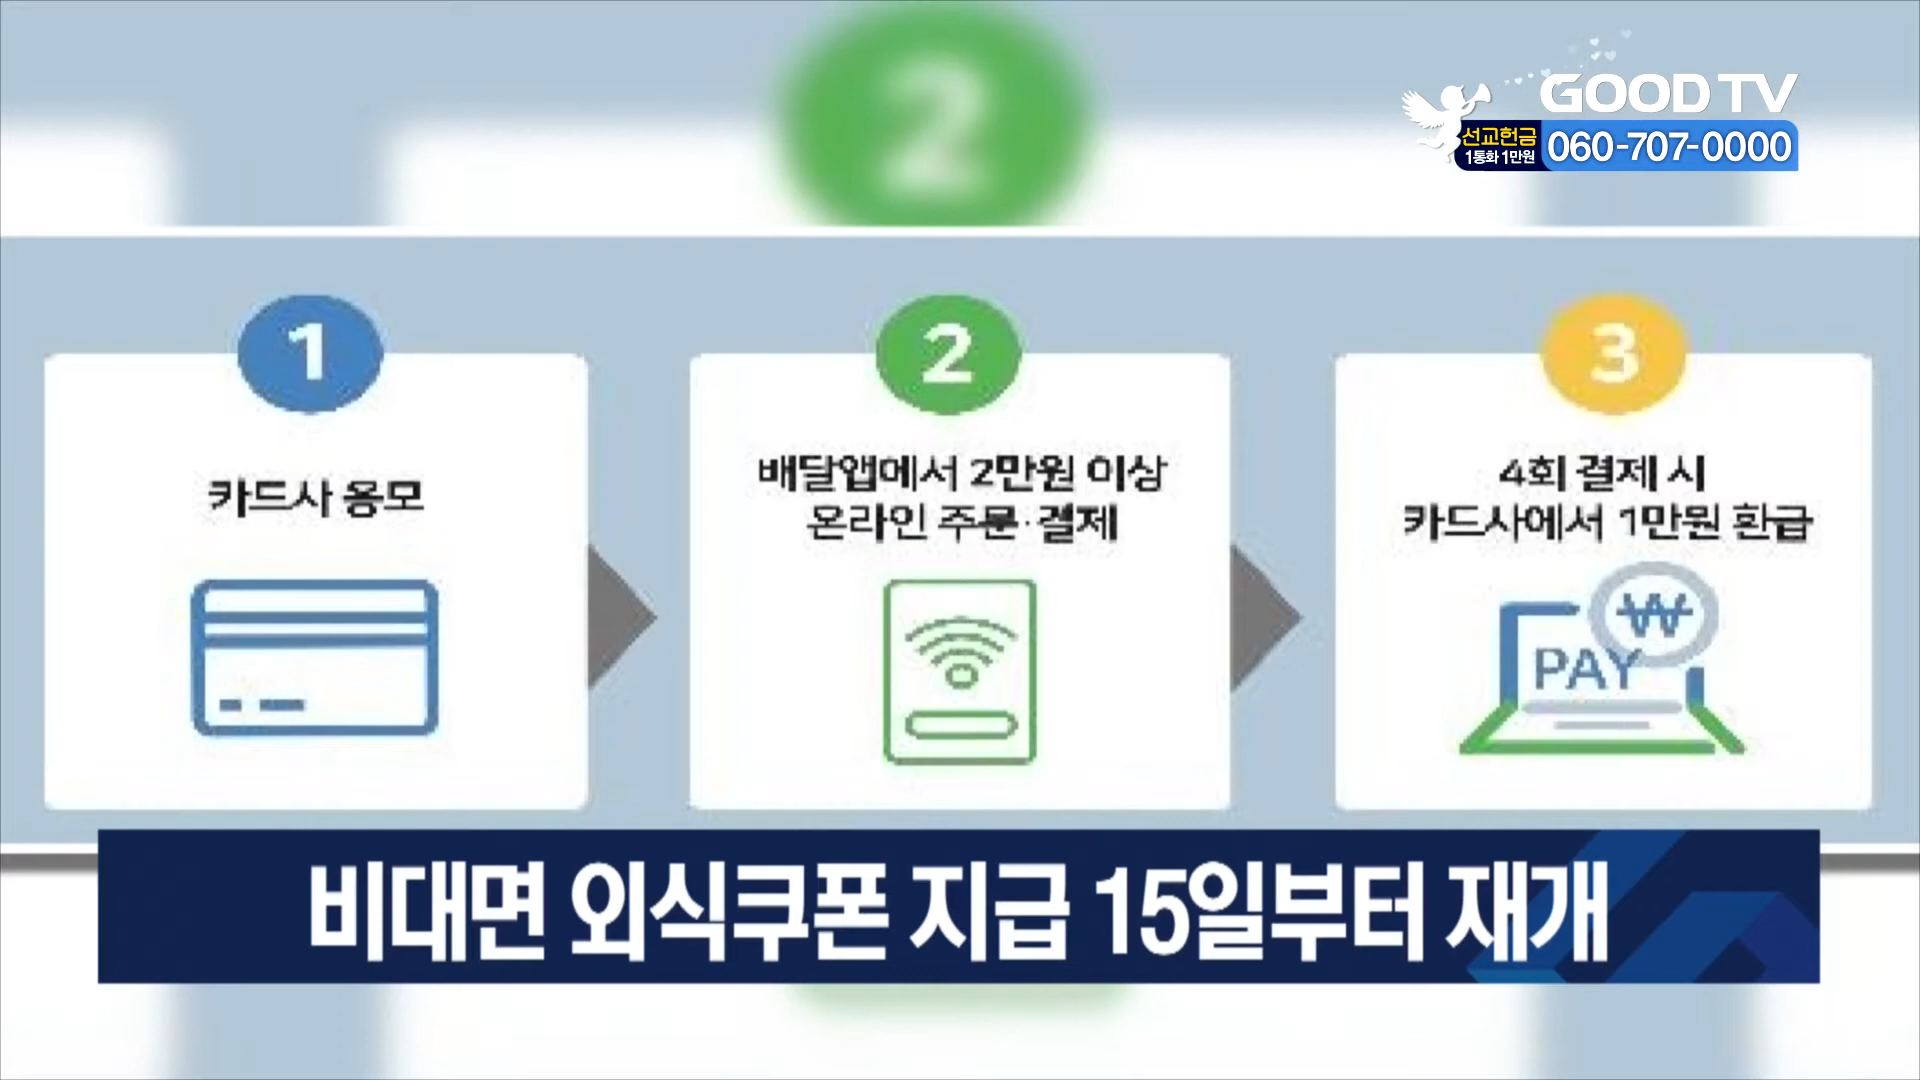 2
GOODTV
선교헌금
1통화 1만원
060-707-0000
1
카드사 응모
2
배달앱에서 2만원 이상
온라인 주문·결제
3
4회 결제 시
카드사에서 1만원 환급
₩
PAY
비대면 외식쿠폰 지급 15일부터 재개